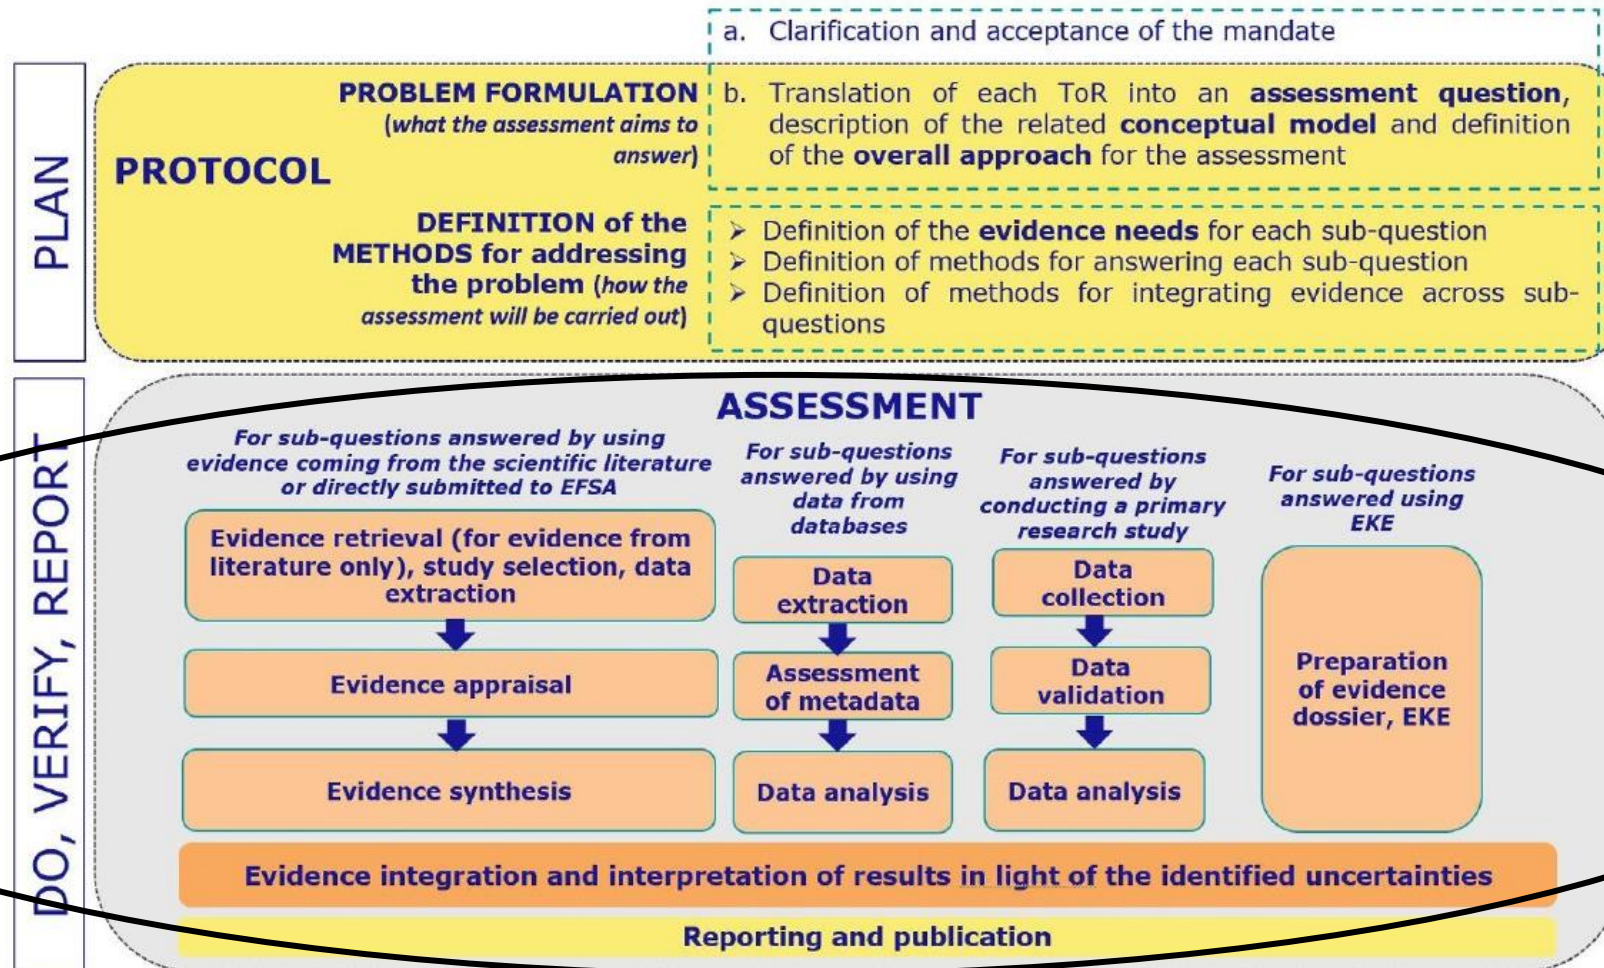 a. Clarification and acceptance of the mandate
PLAN
PROTOCOL
PROBLEM FORMULATION
(what the assessment aims to
answer)
b. Translation of each ToR into an assessment question,
description of the related conceptual model and definition
of the overall approach for the assessment
DEFINITION of the
METHODS for addressing
the problem (how the
assessment will be carried out)
➢ Definition of the evidence needs for each sub-question
➢ Definition of methods for answering each sub-question
➢ Definition of methods for integrating evidence across sub-
questions
DO, VERIFY, REPORT
ASSESSMENT
For sub-questions answered by using
evidence coming from the scientific literature
or directly submitted to EFSA
Evidence retrieval (for evidence from
literature only), study selection, data
extraction
Evidence appraisal
Evidence synthesis
For sub-questions
answered by using
data from
databases
Data
extraction
Assessment
of metadata
Data analysis
For sub-questions
answered by
conducting a primary
research study
Data
collection
Data
validation
Data analysis
For sub-questions
answered using
EKE
Preparation
of evidence
dossier, EKE
Evidence integration and interpretation of results in light of the identified uncertainties
Reporting and publication